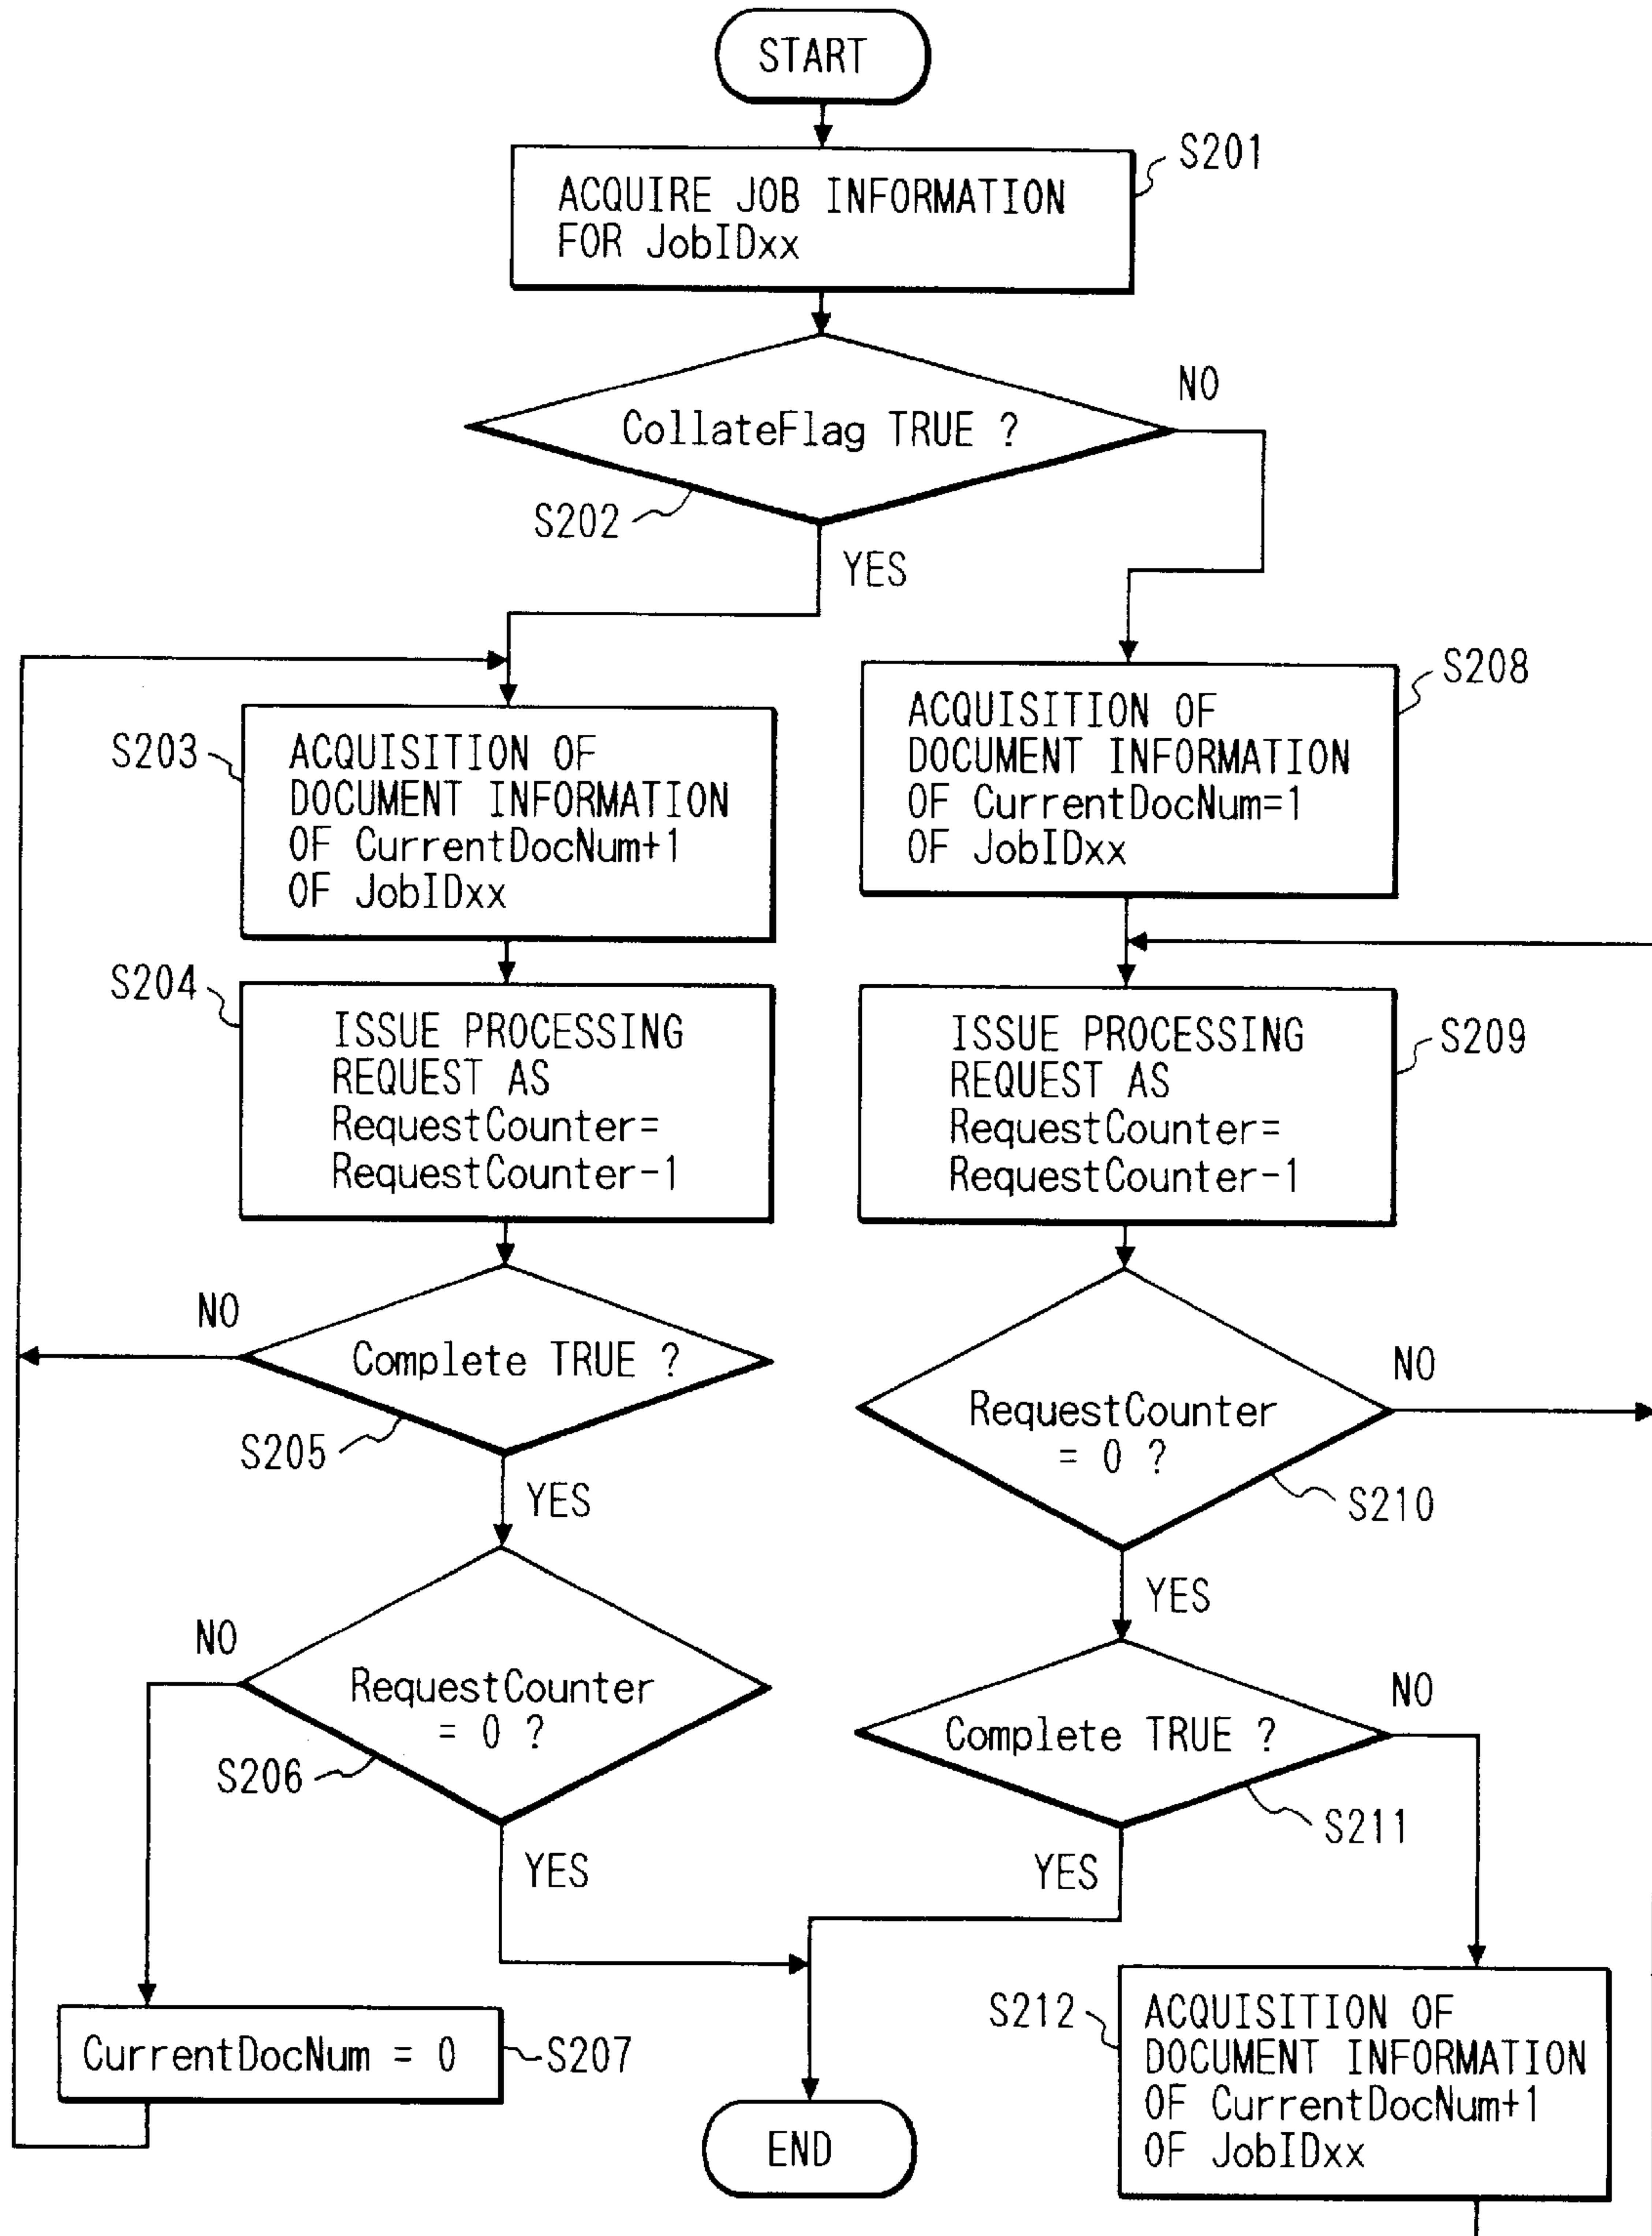 START
S201
ACQUIRE JOB INFORMATION
FOR JobIDxx
NO
CollateFlag TRUE ?
S202
YES
S203
ACQUISITION OF
DOCUMENT INFORMATION
OF CurrentDocNum+1
OF JobIDxx
S208
ACQUISITION OF
DOCUMENT INFORMATION
OF CurrentDocNum=1
OF JobIDxx
S204
ISSUE PROCESSING
REQUEST AS
RequestCounter=
RequestCounter-1
S209
ISSUE PROCESSING
REQUEST AS
RequestCounter=
RequestCounter-1
NO
Complete TRUE ?
S205
YES
NO
RequestCounter
= 0 ?
S210
YES
NO
RequestCounter
= 0 ?
S206
YES
NO
Complete TRUE ?
S211
YES
CurrentDocNum = 0
S207
S212
ACQUISITION OF
DOCUMENT INFORMATION
OF CurrentDocNum+1
OF JobIDxx
END